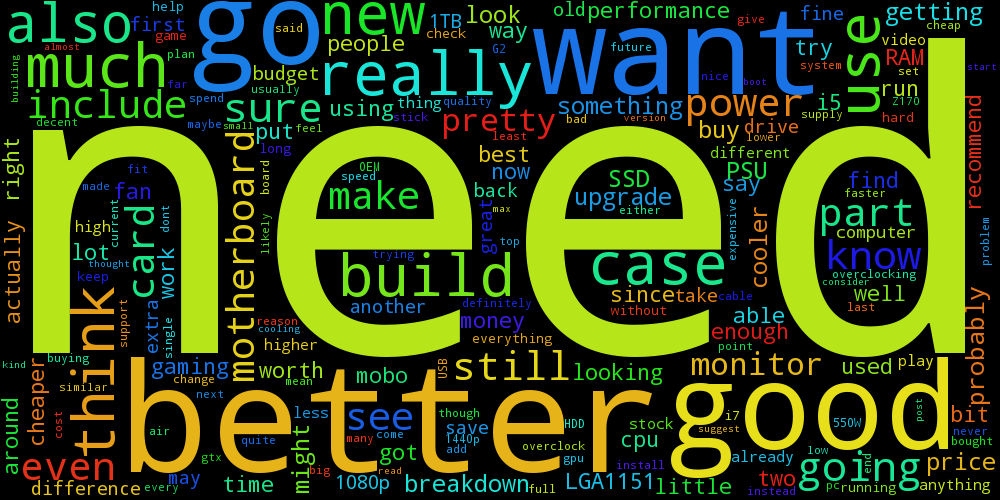 also
help
first
game
almost
building
plan
far
much
include
decent
go
said
new
people
budget
usually
spend
sure
maybe
small
put
feel
long
1TB
check
look
way
G2
really
using
thing
quality
stick
pretty
least
best
now
back
old
performance
future
want
something
bad
version
power
nice
boot
buy
drive
lower
different
give
fine
try
system
i5
supply
use
getting
cheap
video
RAM
set
run
Z170
hard
start
recommend
need
right
actually
made
fit
fan
high
current
dont
lot
thought
keep
card
work
support
extra
single
think
motherboard
board
likely
OEM
speed
make
trying
build
another
definitely
money
everything
higher
reason
cooling
great
max
top
SSD
upgrade
either
PSU
say
expensive
case
since
take
without
cable
cooler
able
enough
point
find
faster
part
computer
know
overclocking
consider
well
last
problem
probably
kind
buying
cheaper
similar
cost
around
even
difference
every
may
air
gaming
change
next
better
gtx
quite
time
worth
mean
mobo
less
might
many
big
see
come
got
read
1080p
full
USB
still
though
save
1440p
add
breakdown
looking
HDD
overclock
gpu
LGA1151
stock
cpu
install
little
monitor
used
play
good
i7
suggest
550W
post
already
two
instead
low
pc
running
going
end
bit
never
bought
price
anything